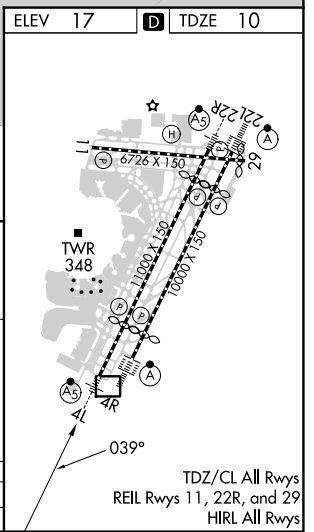 ELEV 17 D TDZE 10
A5
22R
22L
A
H
P
11
6726 X 150
29
P
P
P
TWR
348
11000 X 150
10000 X 150
P
P
A5
A
4L
4R
039°
TDZ/CL All Rwys
REIL Rwys 11, 22R, and 29
HIRL All Rwys